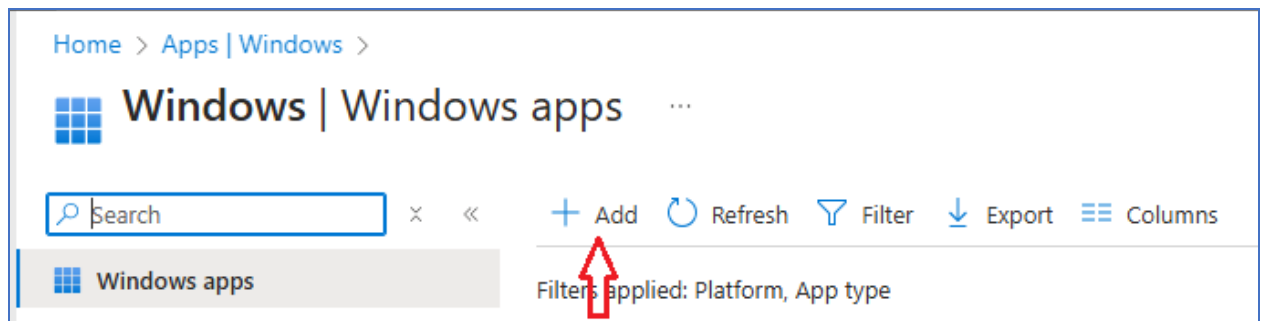 Home > Apps | Windows >
Windows | Windows apps ...
Search
+ Add Refresh Filter Export Columns
Windows apps
Filters applied: Platform, App type